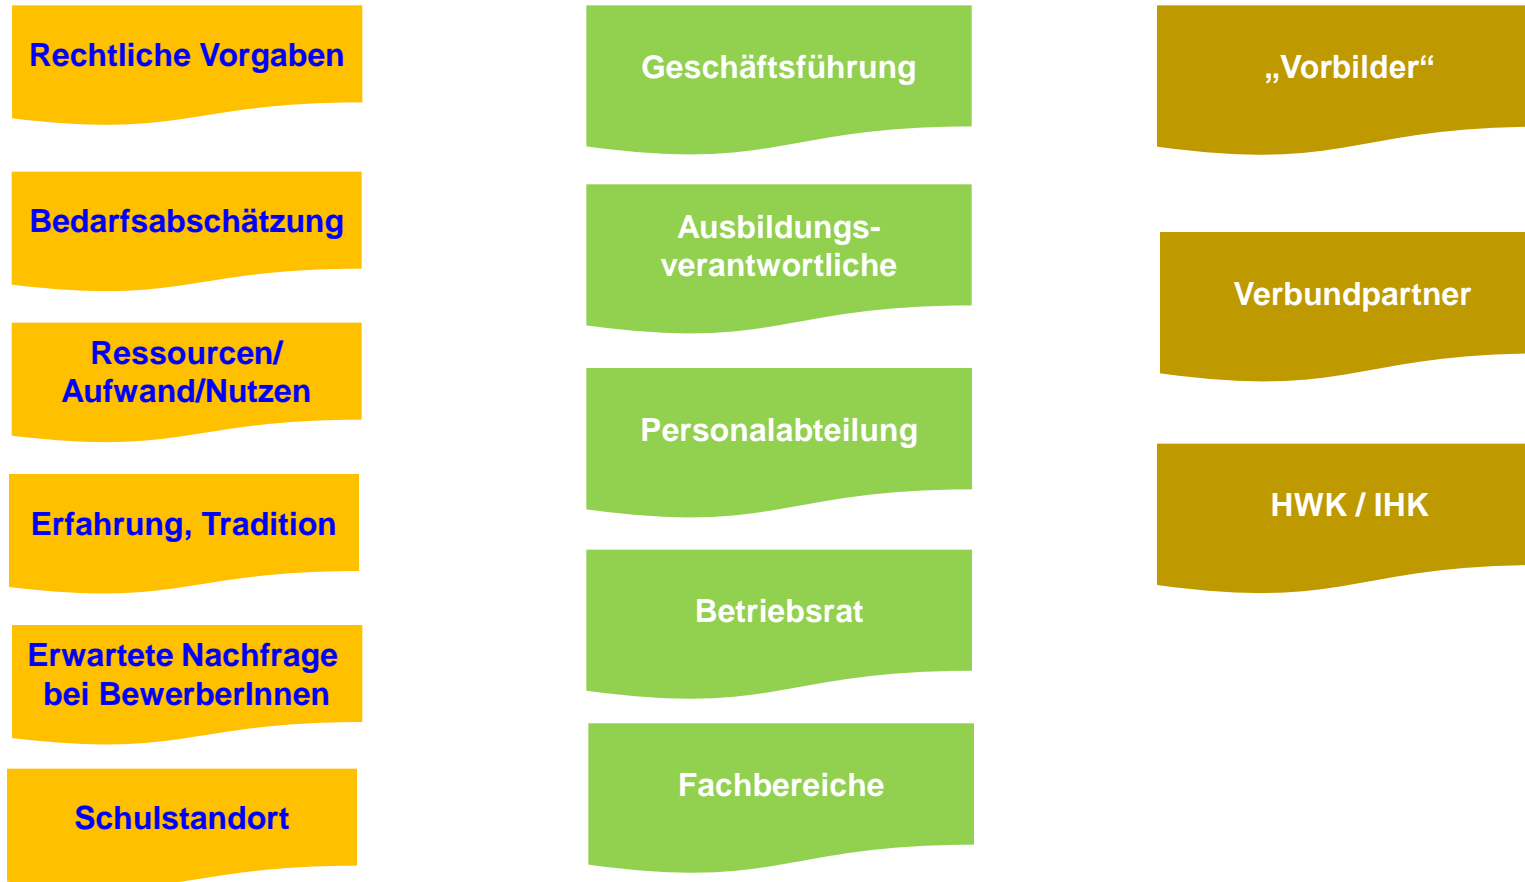 Rechtliche Vorgaben
Bedarfsabschätzung
Ressourcen/
Aufwand/Nutzen
Erfahrung, Tradition
Erwartete Nachfrage
bei BewerberInnen
Schulstandort
Geschäftsführung
Ausbildungs-
verantwortliche
Personalabteilung
Betriebsrat
Fachbereiche
„Vorbilder“
Verbundpartner
HWK / IHK